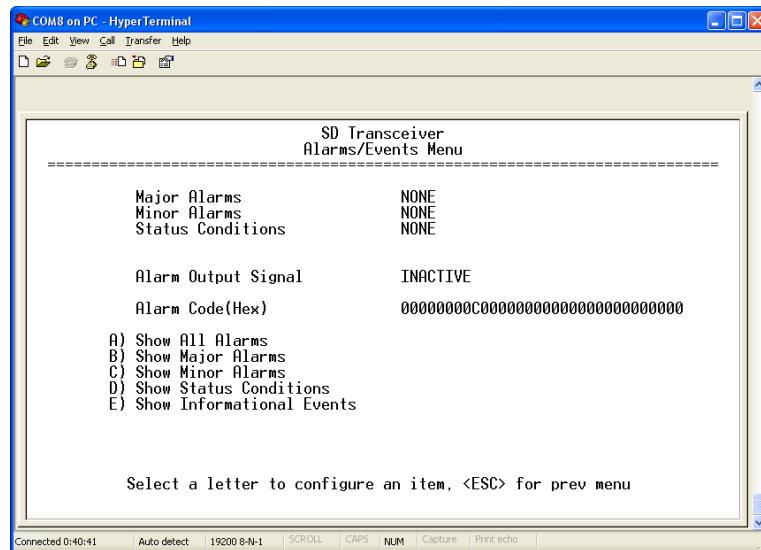 COM8 on PC - HyperTerminal
File Edit View Call Transfer Help
SD Transceiver
Alarms/Events Menu
================================================================================
Major Alarms NONE
Minor Alarms NONE
Status Conditions NONE
Alarm Output Signal INACTIVE
Alarm Code(Hex) 00000000C00000000000000000000000
A) Show All Alarms
B) Show Major Alarms
C) Show Minor Alarms
D) Show Status Conditions
E) Show Informational Events
Select a letter to configure an item, <ESC> for prev menu
Connected 0:40:41 Auto detect 19200 8-N-1 SCROLL CAPS NUM Capture Print echo